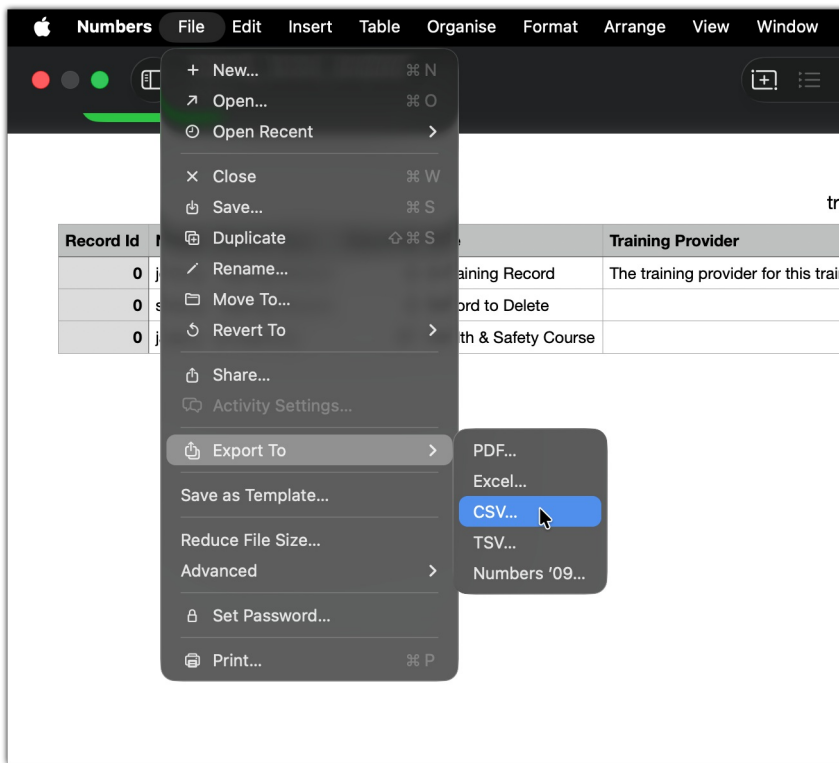 Numbers File Edit Insert Table Organise Format Arrange View Window
New... ⌘ N
Open... ⌘ O
Open Recent
Close ⌘ W
Save... ⌘ S
Duplicate ⇧ ⌘ S
Rename...
Move To...
Revert To
Share...
Activity Settings...
Export To
Save as Template...
Reduce File Size...
Advanced
Set Password...
Print... ⌘ P
PDF...
Excel...
CSV...
TSV...
Numbers '09...
tr
Record Id Training Provider
0 j aining Record The training provider for this trai
0 s ord to Delete
0 j th & Safety Course